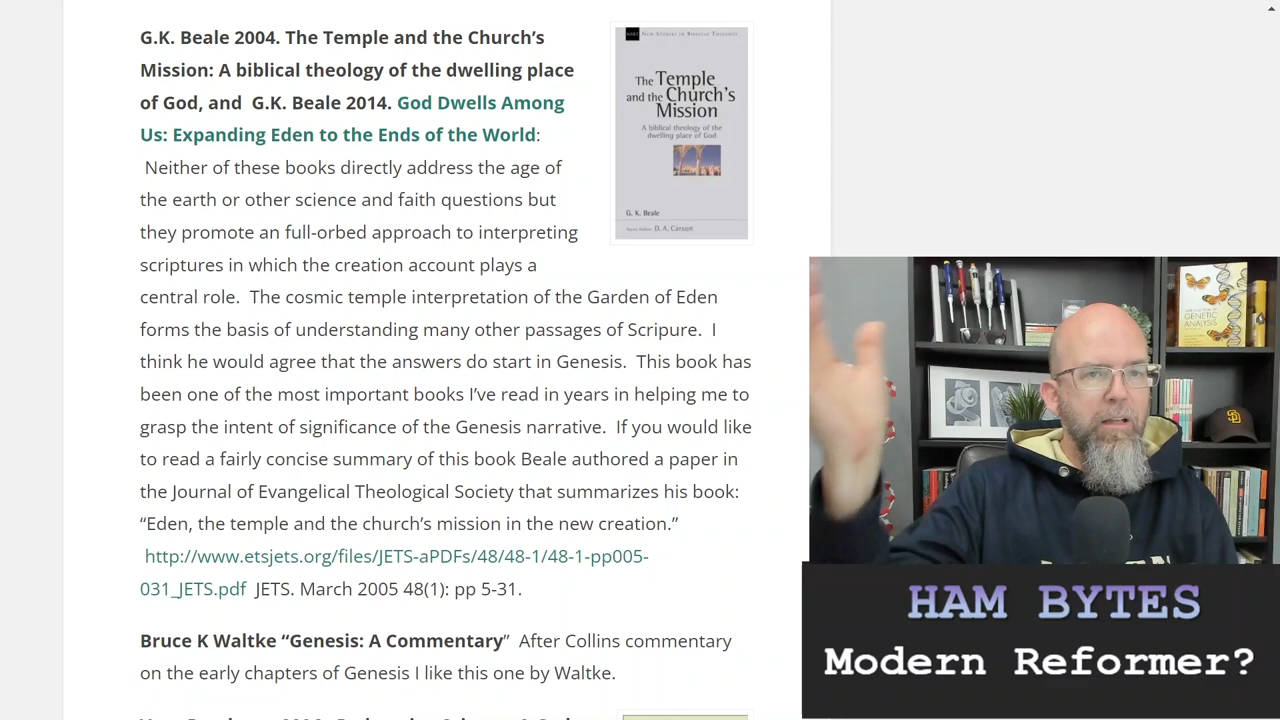 G.K. Beale 2004. The Temple and the Church's
Mission: A biblical theology of the dwelling place
of God, and  G.K. Beale 2014. God Dwells Among
Us: Expanding Eden to the Ends of the World:
Neither of these books directly address the age of
the earth or other science and faith questions but
they promote an full-orbed approach to interpreting
scriptures in which the creation account plays a
central role.  The cosmic temple interpretation of the Garden of Eden
forms the basis of understanding many other passages of Scripure.  I
think he would agree that the answers do start in Genesis.  This book has
been one of the most important books I've read in years in helping me to
grasp the intent of significance of the Genesis narrative.  If you would like
to read a fairly concise summary of this book Beale authored a paper in
the Journal of Evangelical Theological Society that summarizes his book:
“Eden, the temple and the church's mission in the new creation.”
http://www.etsjets.org/files/JETS-aPDFs/48/48-1/48-1-pp005-
031_JETS.pdf  JETS. March 2005 48(1): pp 5-31.
Bruce K Waltke “Genesis: A Commentary”  After Collins commentary
on the early chapters of Genesis I like this one by Waltke.
NEW STUDIES IN BIBLICAL THEOLOGY
The Temple
and the Church's
Mission
A biblical theology of the
dwelling place of God
G. K. Beale
Series Editor: D. A. Carson
GENETIC
ANALYSIS
SD
HAM BYTES
Modern Reformer?